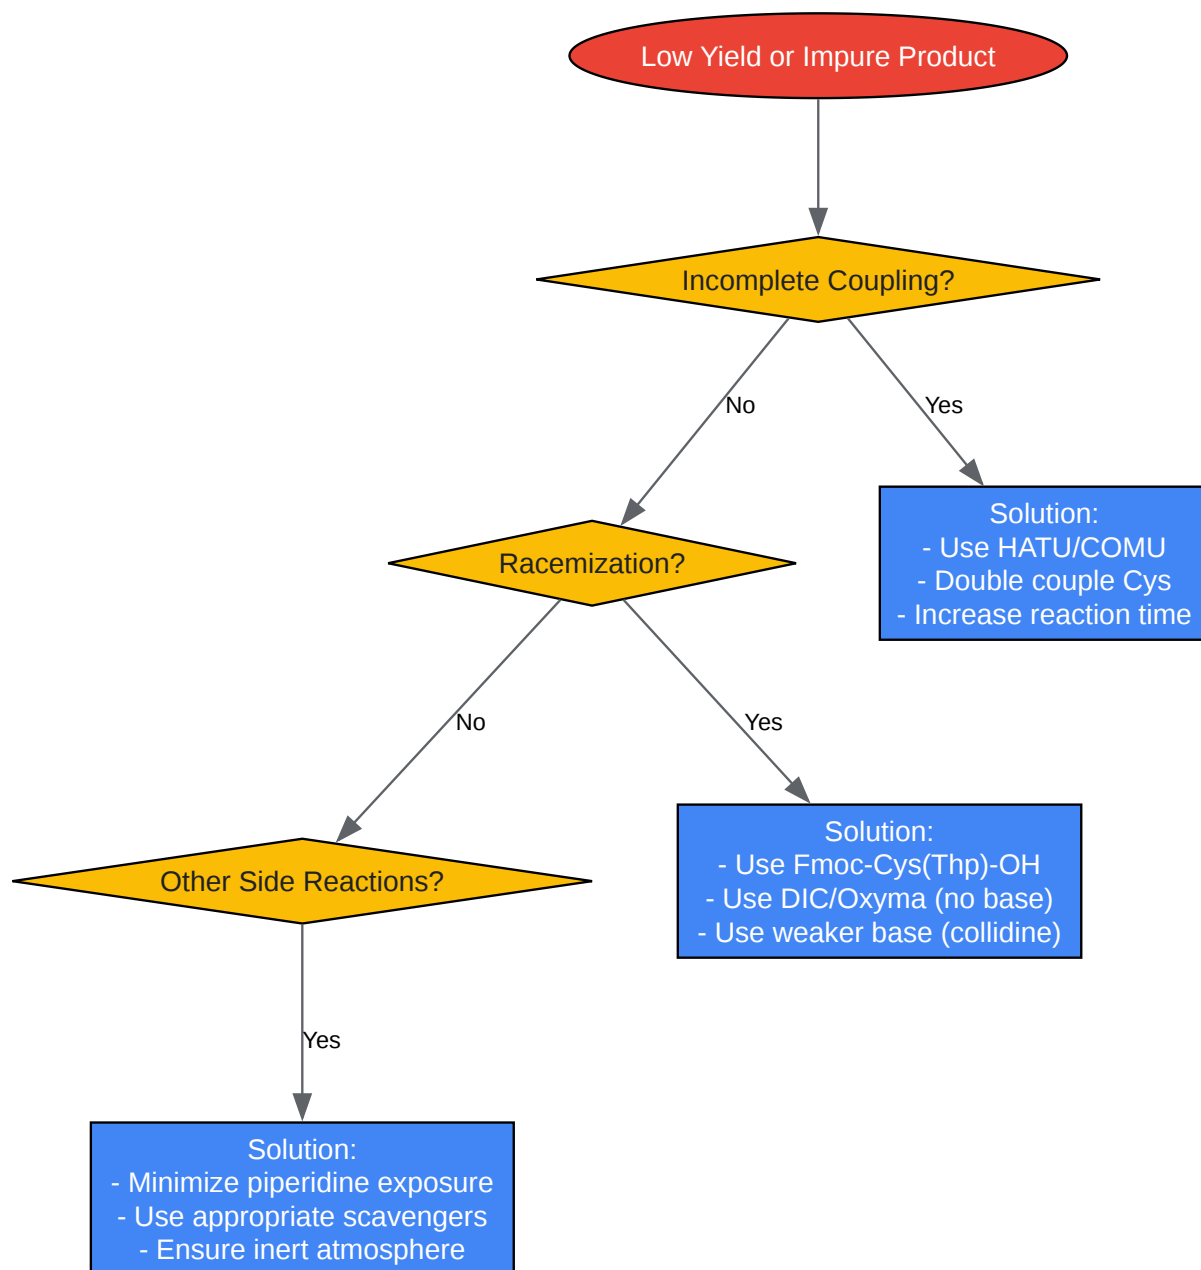 Low Yield or Impure Product
Incomplete Coupling?
No
Yes
Solution:
- Use HATU/COMU
- Double couple Cys
- Increase reaction time
Racemization?
No
Yes
Solution:
- Use Fmoc-Cys(Thp)-OH
- Use DIC/Oxyma (no base)
- Use weaker base (collidine)
Other Side Reactions?
Yes
Solution:
- Minimize piperidine exposure
- Use appropriate scavengers
- Ensure inert atmosphere